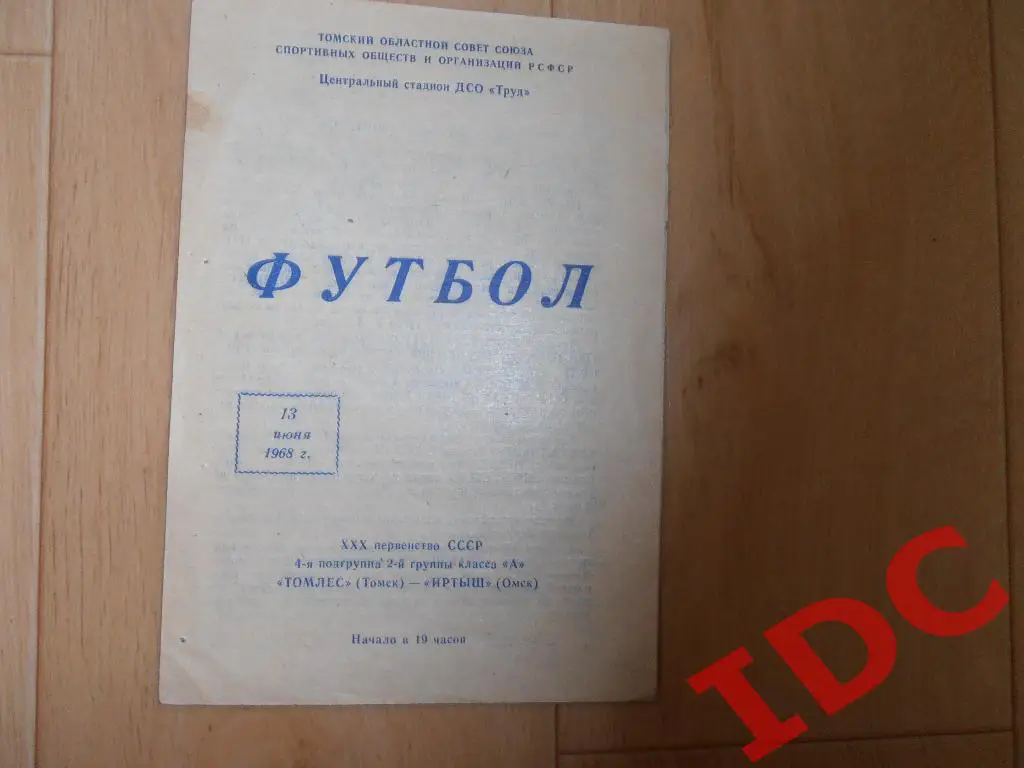 ТОМСКИЙ ОБЛАСТНОЙ СОВЕТ СОЮЗА
СПОРТИВНЫХ ОБЩЕСТВ И ОРГАНИЗАЦИЙ РСФСР
Центральный стадион ДСО «Труд»
ФУТБОЛ
13
июня
1968 г.
XXX первенство СССР
4-я подгруппа 2-й группы класса «А»
«ТОМЛЕС» (Томск) — «ИРТЫШ» (Омск)
Начало в 19 часов
IDC